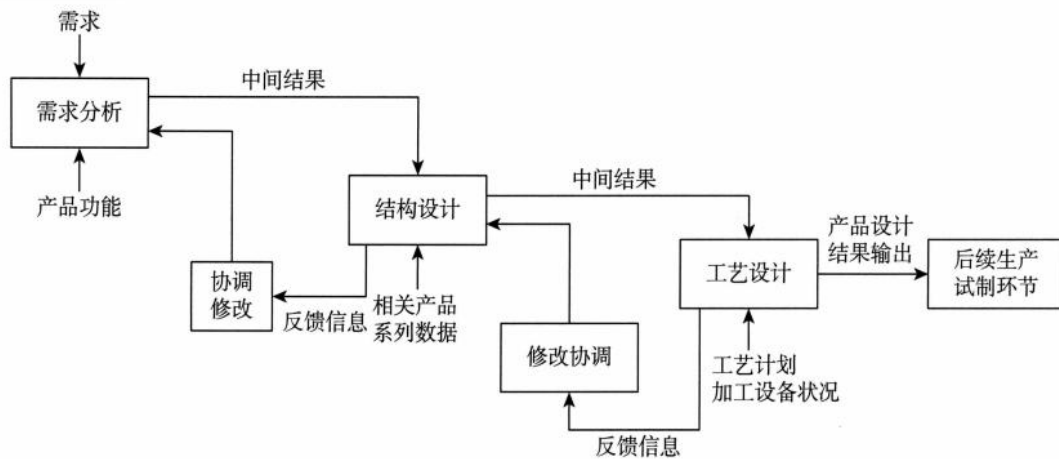 需求
需求分析
中间结果
产品功能
结构设计
中间结果
协调
修改
反馈信息
相关产品
系列数据
工艺设计
产品设计
结果输出
后续生产
试制环节
修改协调
工艺计划
加工设备状况
反馈信息